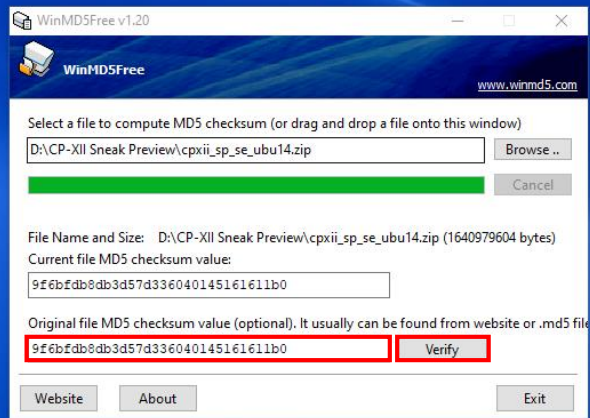 WinMD5Free v1.20
WinMD5Free
www.winmd5.com
Select a file to compute MD5 checksum (or drag and drop a file onto this window)
D:\CP-XII Sneak Preview\cpxii_sp_se_ubu14.zip
Browse ..
Cancel
File Name and Size: D:\CP-XII Sneak Preview\cpxii_sp_se_ubu14.zip (1640979604 bytes)
Current file MD5 checksum value:
9f6bfdb8db3d57d336040145161611b0
Original file MD5 checksum value (optional). It usually can be found from website or .md5 file
9f6bfdb8db3d57d336040145161611b0
Verify
Website
About
Exit